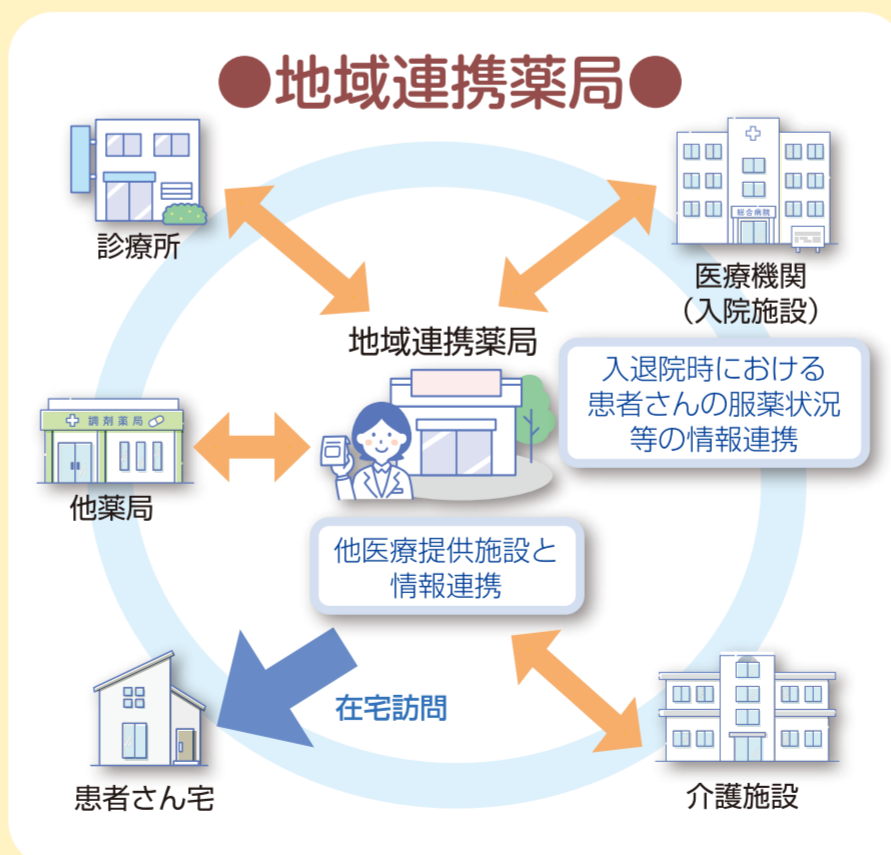 ●地域連携薬局●
診療所
総合病院
医療機関
（入院施設）
地域連携薬局
入退院時における
患者さんの服薬状況
等の情報連携
調剤薬局
他薬局
他医療提供施設と
情報連携
在宅訪問
患者さん宅
介護施設